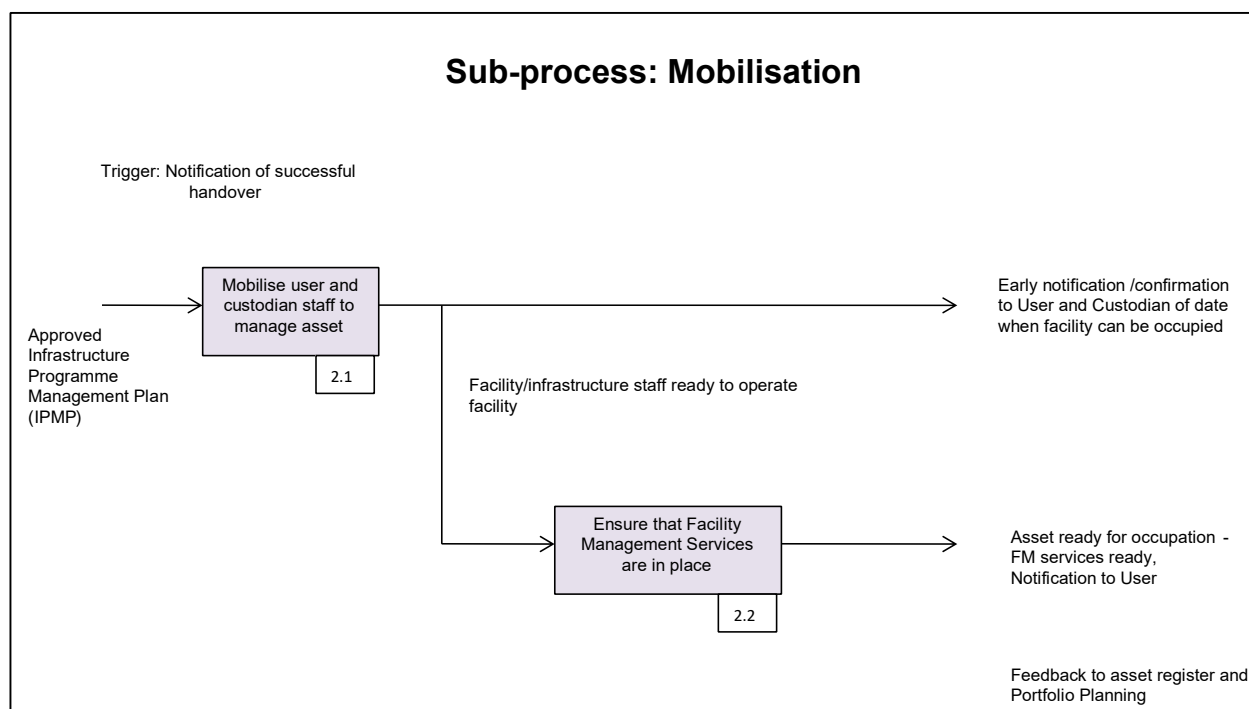 Sub-process: Mobilisation
Trigger: Notification of successful
handover
Mobilise user and
custodian staff to
manage asset
2.1
Approved
Infrastructure
Programme
Management Plan
(IPMP)
Early notification /confirmation
to User and Custodian of date
when facility can be occupied
Facility/infrastructure staff ready to operate
facility
Ensure that Facility
Management Services
are in place
2.2
Asset ready for occupation -
FM services ready,
Notification to User
Feedback to asset register and
Portfolio Planning